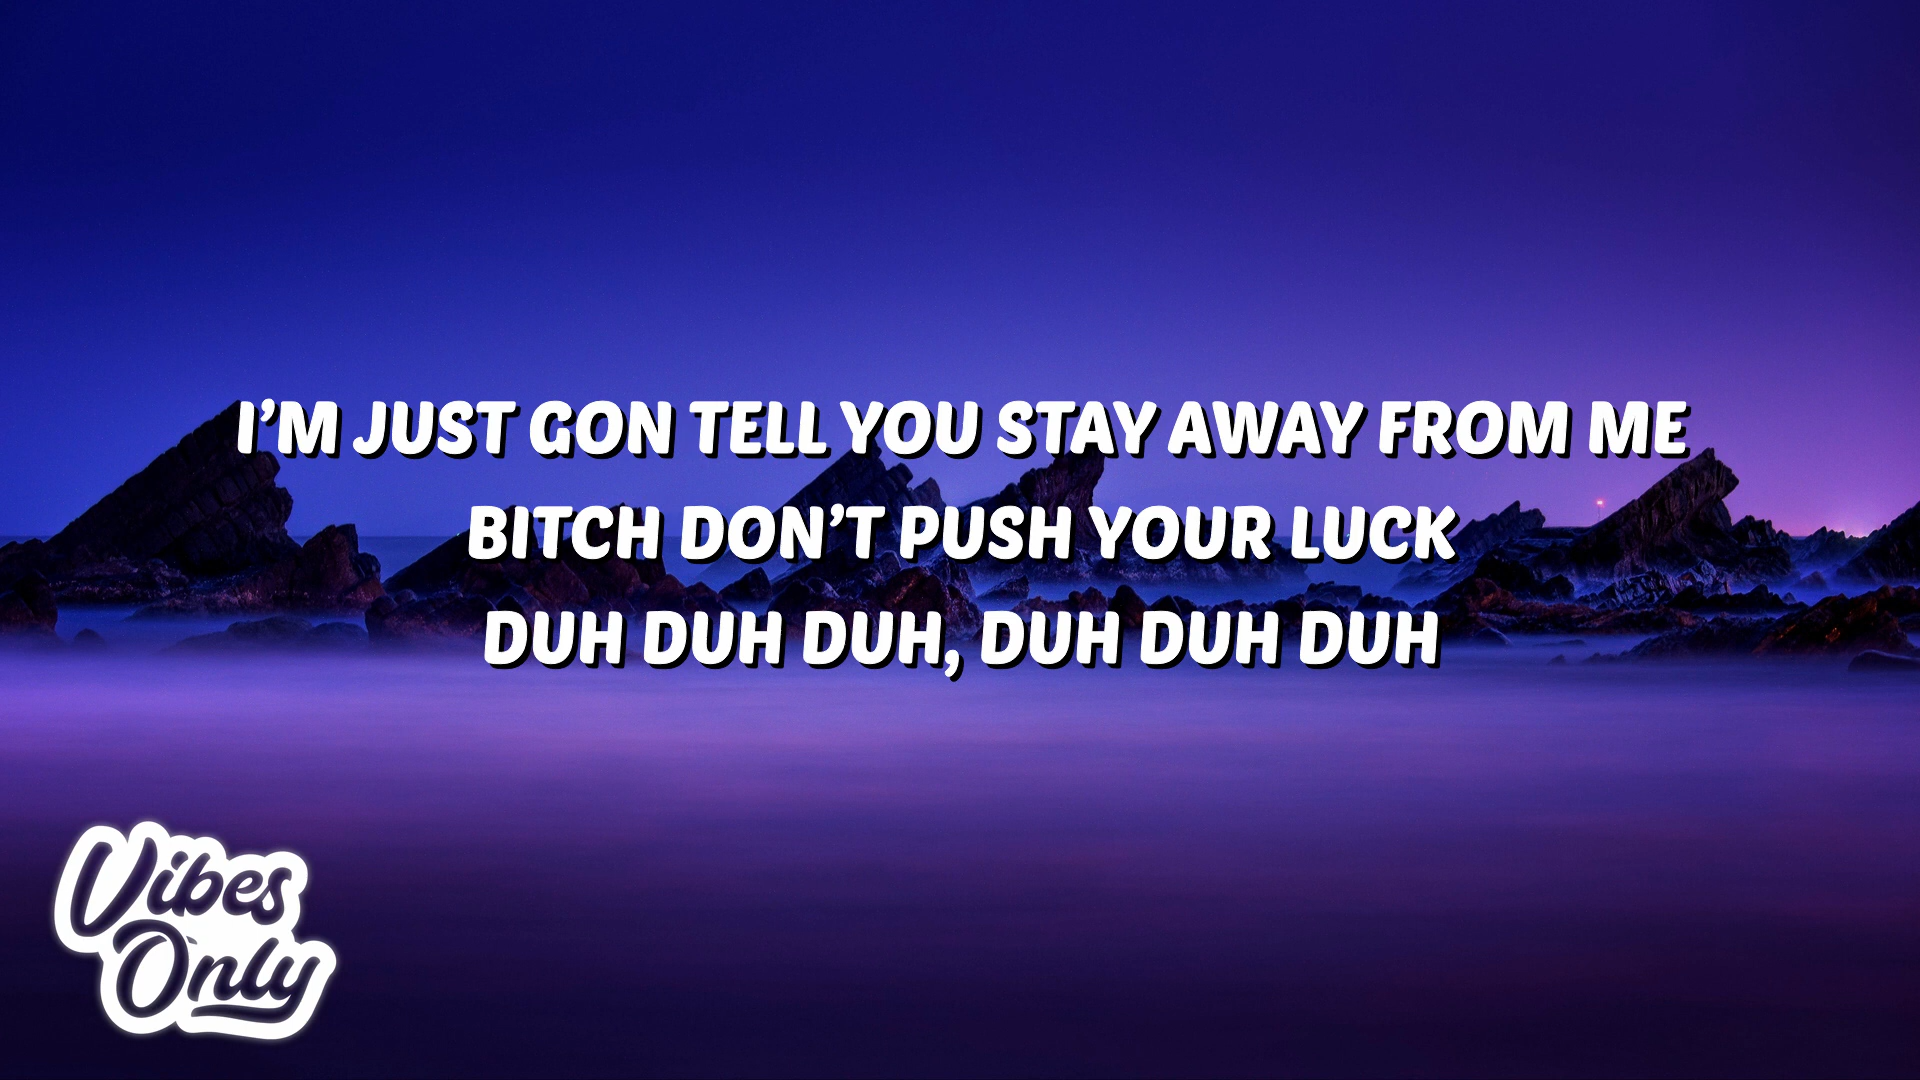 I’M JUST GON TELL YOU STAY AWAY FROM ME
BITCH DON’T PUSH YOUR LUCK
DUH DUH DUH, DUH DUH DUH
Vibes
Only